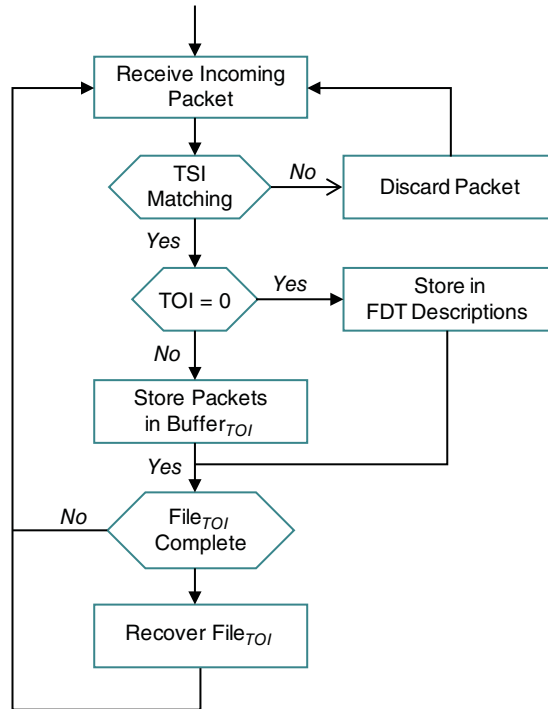 Receive Incoming
Packet
TSI
Matching
No
Discard Packet
Yes
TOI = 0
Yes
Store in
FDT Descriptions
No
Store Packets
in BufferTOI
Yes
No
FileTOI
Complete
Recover FileTOI